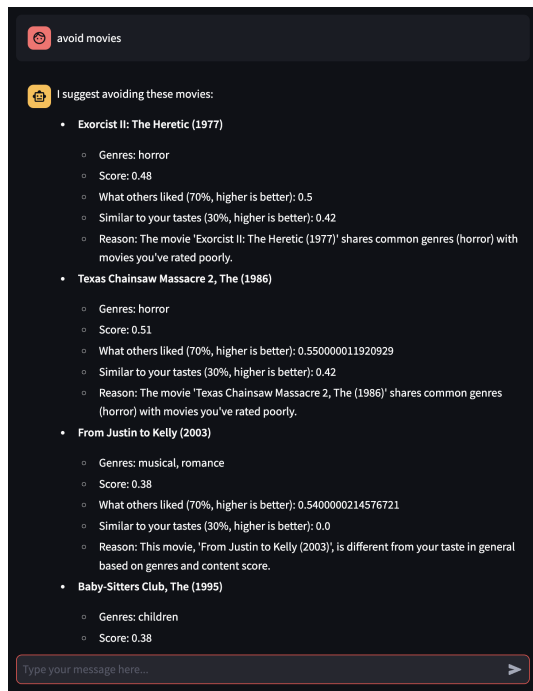 avoid movies
I suggest avoiding these movies:
• Exorcist II: The Heretic (1977)
◦ Genres: horror
◦ Score: 0.48
◦ What others liked (70%, higher is better): 0.5
◦ Similar to your tastes (30%, higher is better): 0.42
◦ Reason: The movie 'Exorcist II: The Heretic (1977)' shares common genres (horror) with
movies you've rated poorly.
• Texas Chainsaw Massacre 2, The (1986)
◦ Genres: horror
◦ Score: 0.51
◦ What others liked (70%, higher is better): 0.550000011920929
◦ Similar to your tastes (30%, higher is better): 0.42
◦ Reason: The movie 'Texas Chainsaw Massacre 2, The (1986)' shares common genres
(horror) with movies you've rated poorly.
• From Justin to Kelly (2003)
◦ Genres: musical, romance
◦ Score: 0.38
◦ What others liked (70%, higher is better): 0.5400000214576721
◦ Similar to your tastes (30%, higher is better): 0.0
◦ Reason: This movie, 'From Justin to Kelly (2003)', is different from your taste in general
based on genres and content score.
• Baby-Sitters Club, The (1995)
◦ Genres: children
◦ Score: 0.38
Type your message here...